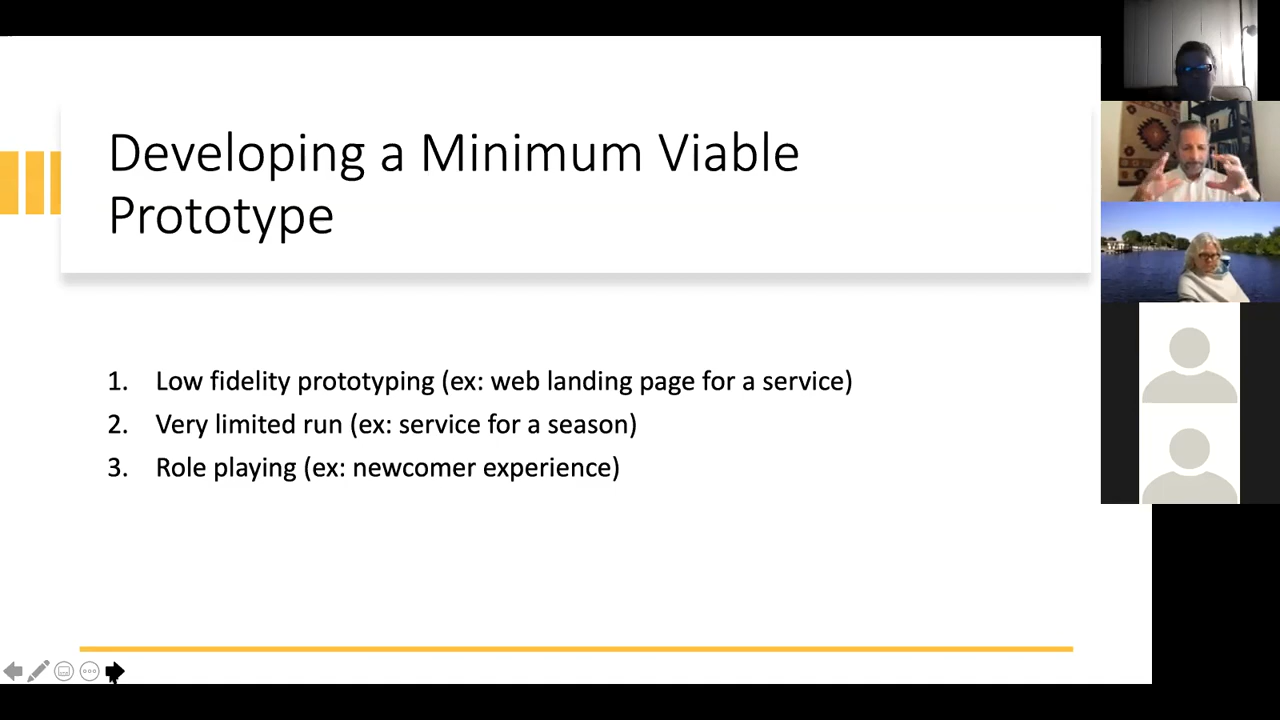 Developing a Minimum Viable
Prototype
1. Low fidelity prototyping (ex: web landing page for a service)
2. Very limited run (ex: service for a season)
3. Role playing (ex: newcomer experience)